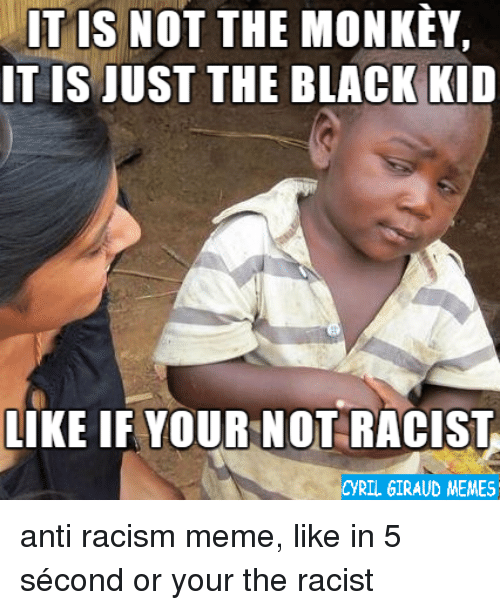 IT IS NOT THE MONKÈY,
IT IS JUST THE BLACK KID
LIKE IF YOUR NOT RACIST
CYRIL GIRAUD MEMES
anti racism meme, like in 5
sécond or your the racist